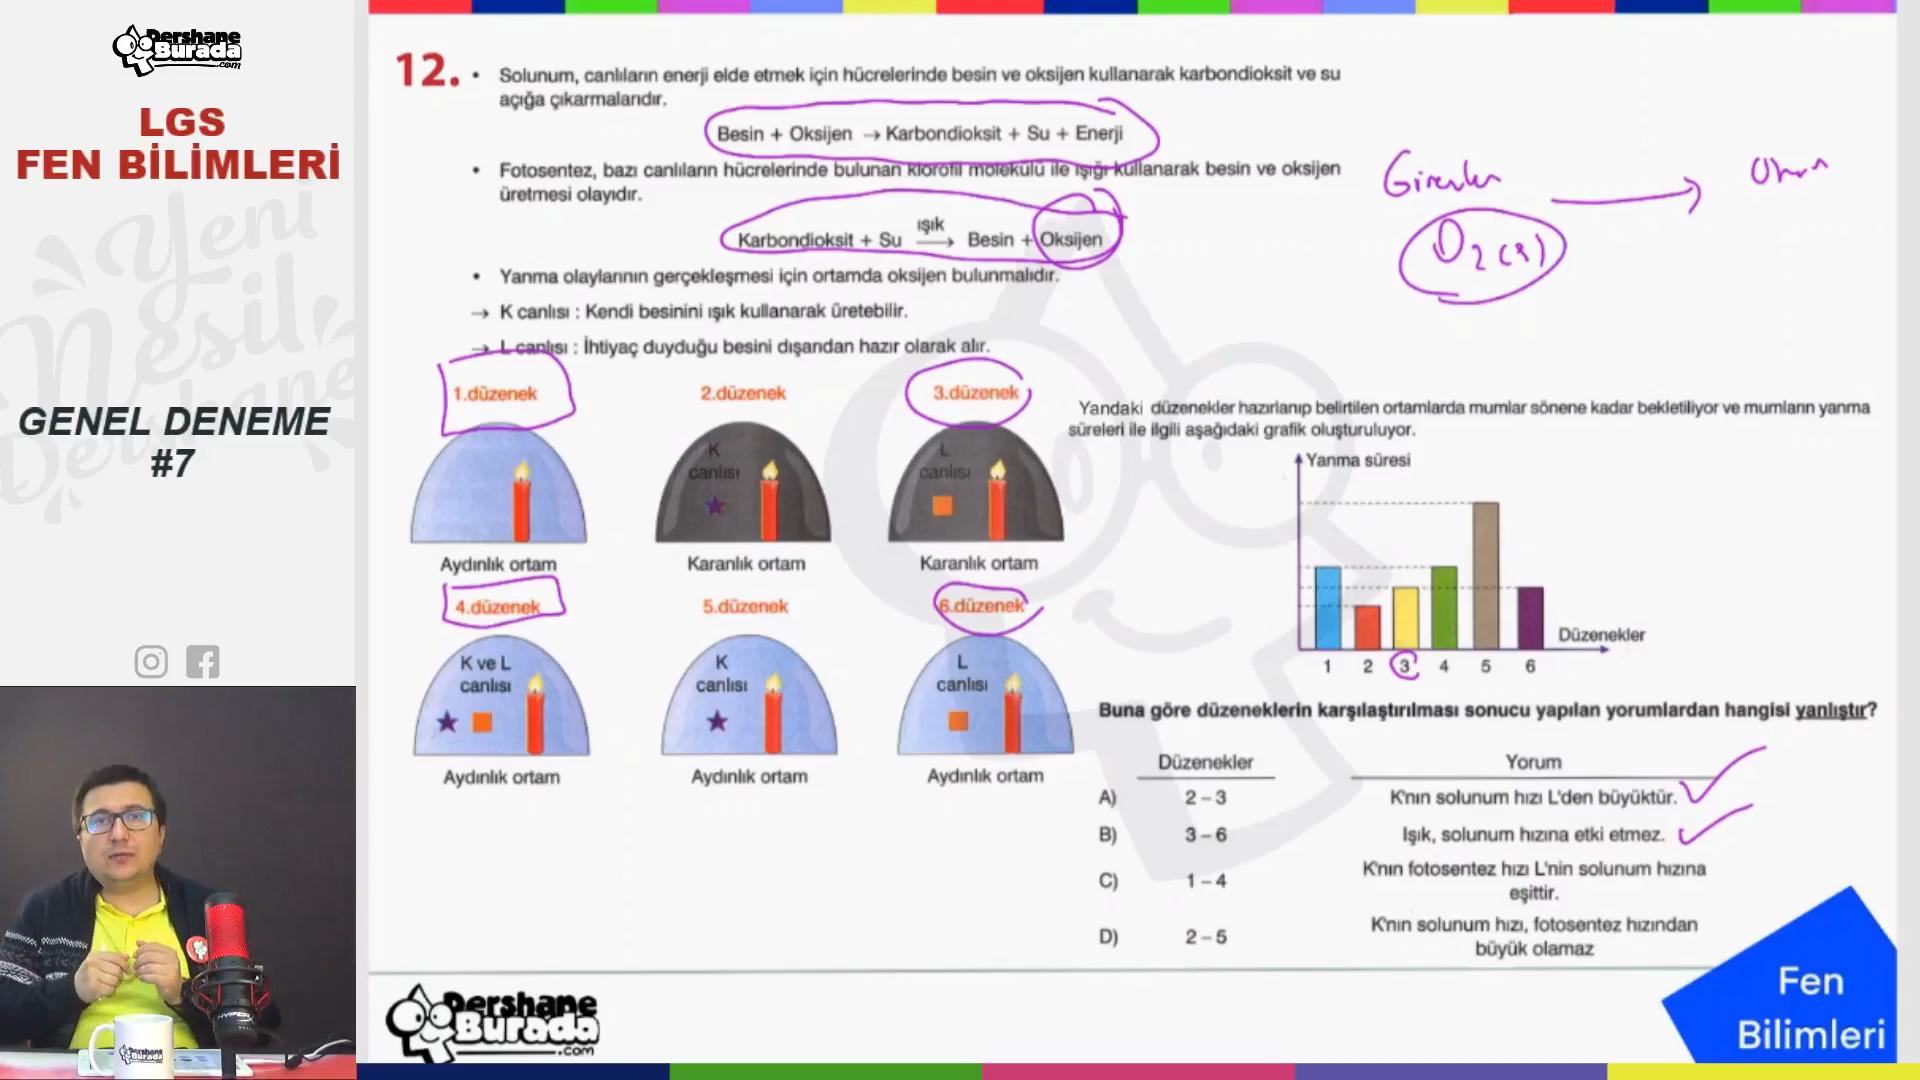 Dershane
Burada
.com
LGS
FEN BİLİMLERİ
Yeni
Nesil
Dershane
GENEL DENEME
#7
12.
• Solunum, canlıların enerji elde etmek için hücrelerinde besin ve oksijen kullanarak karbondioksit ve su
açığa çıkarmalarıdır.
Besin + Oksijen → Karbondioksit + Su + Enerji
• Fotosentez, bazı canlıların hücrelerinde bulunan klorofil molekülü ile ışığı kullanarak besin ve oksijen
üretmesi olayıdır.
ışık
Karbondioksit + Su → Besin + Oksijen
• Yanma olaylarının gerçekleşmesi için ortamda oksijen bulunmalıdır.
→ K canlısı : Kendi besinini ışık kullanarak üretebilir.
→ L canlısı : İhtiyaç duyduğu besini dışarıdan hazır olarak alır.
Girenler →
O2(g)
1.düzenek 2.düzenek 3.düzenek
K
canlısı
L
canlısı
Aydınlık ortam Karanlık ortam Karanlık ortam
4.düzenek 5.düzenek 6.düzenek
K ve L
canlısı
K
canlısı
L
canlısı
Aydınlık ortam Aydınlık ortam Aydınlık ortam
Yandaki düzenekler hazırlanıp belirtilen ortamlarda mumlar sönene kadar bekletiliyor ve mumların yanma
süreleri ile ilgili aşağıdaki grafik oluşturuluyor.
Yanma süresi
Düzenekler
1 2 3 4 5 6
Buna göre düzeneklerin karşılaştırılması sonucu yapılan yorumlardan hangisi yanlıştır?
Düzenekler Yorum
A) 2 – 3 K'nın solunum hızı L'den büyüktür.
B) 3 – 6 Işık, solunum hızına etki etmez.
C) 1 – 4 K'nın fotosentez hızı L'nin solunum hızına
eşittir.
D) 2 – 5 K'nın solunum hızı, fotosentez hızından
büyük olamaz
Dershane
Burada
.com
Fen
Bilimleri
HYPERX
Dershane
Burada